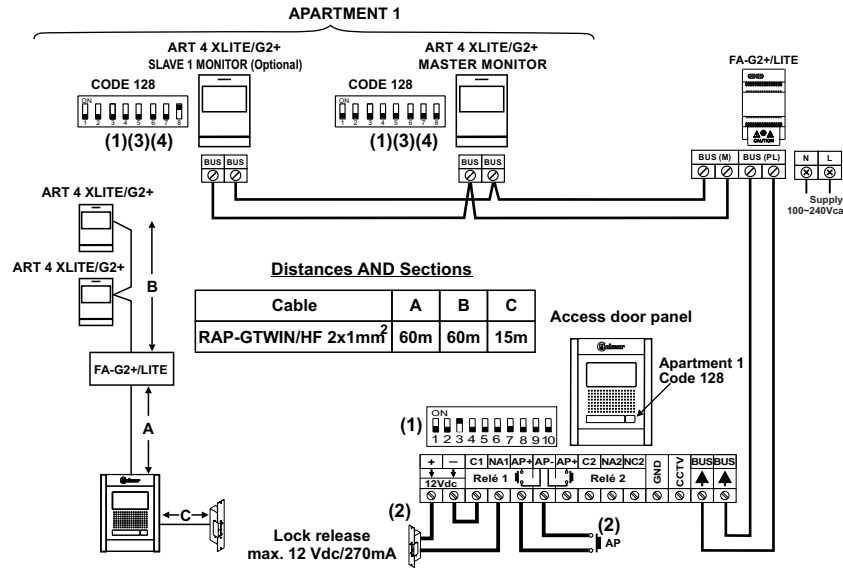 APARTMENT 1
ART 4 XLITE/G2+
SLAVE 1 MONITOR (Optional)
CODE 128
ON
1 2 3 4 5 6 7 8
(1)(3)(4)
BUS BUS
ART 4 XLITE/G2+
MASTER MONITOR
CODE 128
ON
1 2 3 4 5 6 7 8
(1)(3)(4)
BUS BUS
FA-G2+/LITE
CAUTION
BUS (M) BUS (PL) N L
Supply
100~240Vca
ART 4 XLITE/G2+
ART 4 XLITE/G2+
B
FA-G2+/LITE
A
C
Distances AND Sections
Cable A B C
RAP-GTWIN/HF 2x1mm² 60m 60m 15m
Access door panel
golmar
Apartment 1
Code 128
(1)
ON
1 2 3 4 5 6 7 8 9 10
+ – C1 NA1 AP+ AP- AP+ C2 NA2 NC2 GND CCTV BUS BUS
12Vdc Relé 1 Relé 2
(2)
Lock release
max. 12 Vdc/270mA
(2)
AP